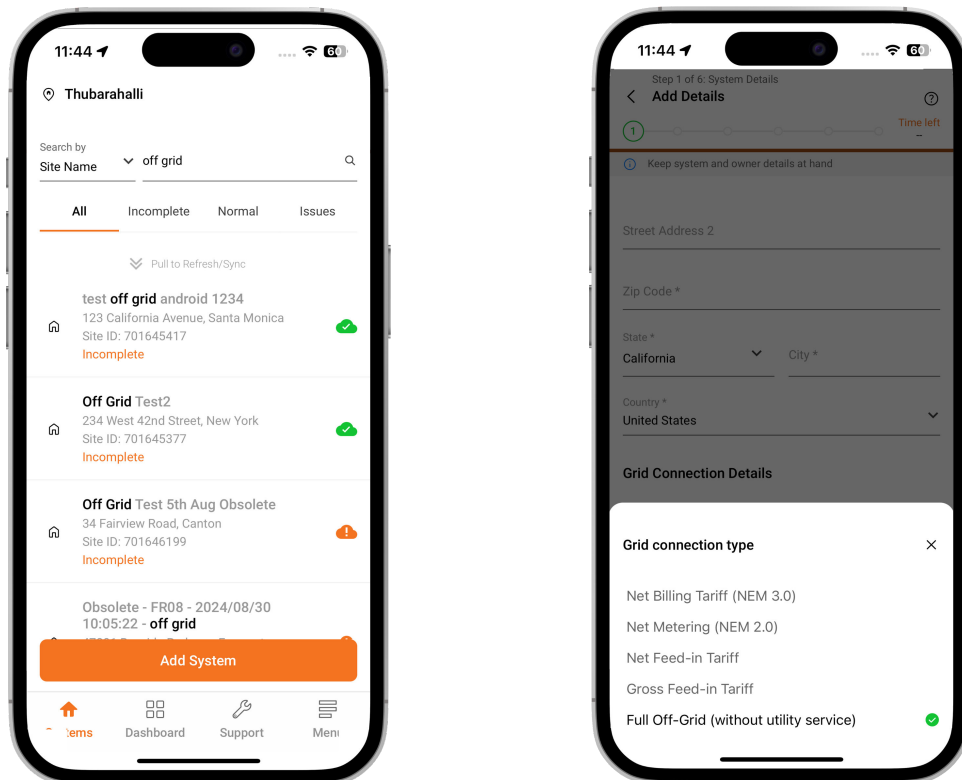 11:44
60
Thubarahalli
Search by
Site Name
off grid
All
Incomplete
Normal
Issues
Pull to Refresh/Sync
test off grid android 1234
123 California Avenue, Santa Monica
Site ID: 701645417
Incomplete
Off Grid Test2
234 West 42nd Street, New York
Site ID: 701645377
Incomplete
Off Grid Test 5th Aug Obsolete
34 Fairview Road, Canton
Site ID: 701646199
Incomplete
Obsolete - FR08 - 2024/08/30
10:05:22 - off grid
Add System
Dashboard
Support
11:44
60
Step 1 of 6: System Details
Add Details
1
Time left
--
Keep system and owner details at hand
Street Address 2
Zip Code *
State *
California
City *
Country *
United States
Grid Connection Details
Grid connection type
Net Billing Tariff (NEM 3.0)
Net Metering (NEM 2.0)
Net Feed-in Tariff
Gross Feed-in Tariff
Full Off-Grid (without utility service)